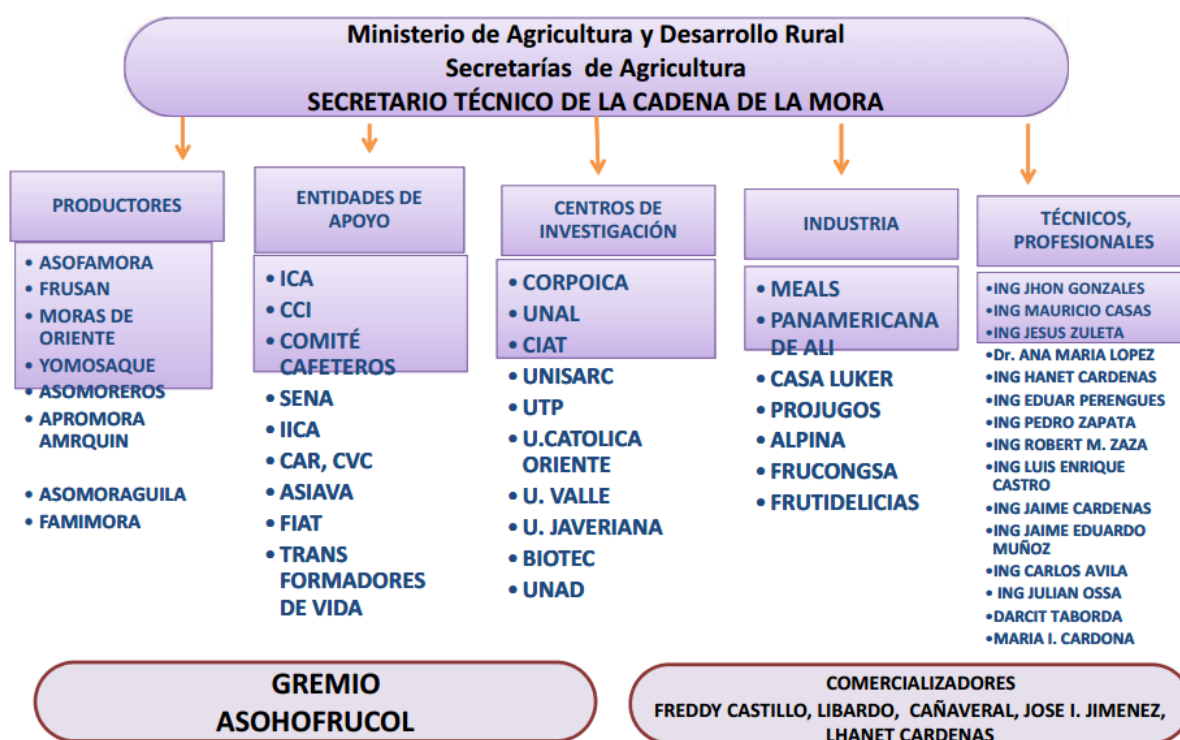 Ministerio de Agricultura y Desarrollo Rural
Secretarías de Agricultura
SECRETARIO TÉCNICO DE LA CADENA DE LA MORA
PRODUCTORES
• ASOFAMORA
• FRUSAN
• MORAS DE
ORIENTE
• YOMOSAQUE
• ASOMOREROS
• APROMORA
AMRQUIN
• ASOMORAGUILA
• FAMIMORA
ENTIDADES DE
APOYO
• ICA
• CCI
• COMITÉ
CAFETEROS
• SENA
• IICA
• CAR, CVC
• ASIAVA
• FIAT
• TRANS
FORMADORES
DE VIDA
CENTROS DE
INVESTIGACIÓN
• CORPOICA
• UNAL
• CIAT
• UNISARC
• UTP
• U.CATOLICA
ORIENTE
• U. VALLE
• U. JAVERIANA
• BIOTEC
• UNAD
INDUSTRIA
• MEALS
• PANAMERICANA
DE ALI
• CASA LUKER
• PROJUGOS
• ALPINA
• FRUCONGSA
• FRUTIDELICIAS
TÉCNICOS,
PROFESIONALES
•ING JHON GONZALES
•ING MAURICIO CASAS
•ING JESUS ZULETA
•Dr. ANA MARIA LOPEZ
•ING HANET CARDENAS
•ING EDUAR PERENGUES
•ING PEDRO ZAPATA
•ING ROBERT M. ZAZA
•ING LUIS ENRIQUE
CASTRO
•ING JAIME CARDENAS
•ING JAIME EDUARDO
MUÑOZ
•ING CARLOS AVILA
• ING JULIAN OSSA
•DARCIT TABORDA
•MARIA I. CARDONA
GREMIO
ASOHOFRUCOL
COMERCIALIZADORES
FREDDY CASTILLO, LIBARDO, CAÑAVERAL, JOSE I. JIMENEZ,
LHANET CARDENAS